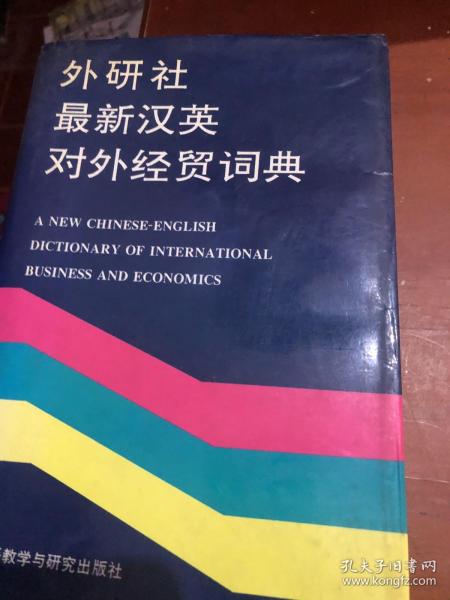 外研社
最新汉英
对外经贸词典
A NEW CHINESE-ENGLISH
DICTIONARY OF INTERNATIONAL
BUSINESS AND ECONOMICS
教学与研究出版社
孔夫子旧书网
www.kongfz.com